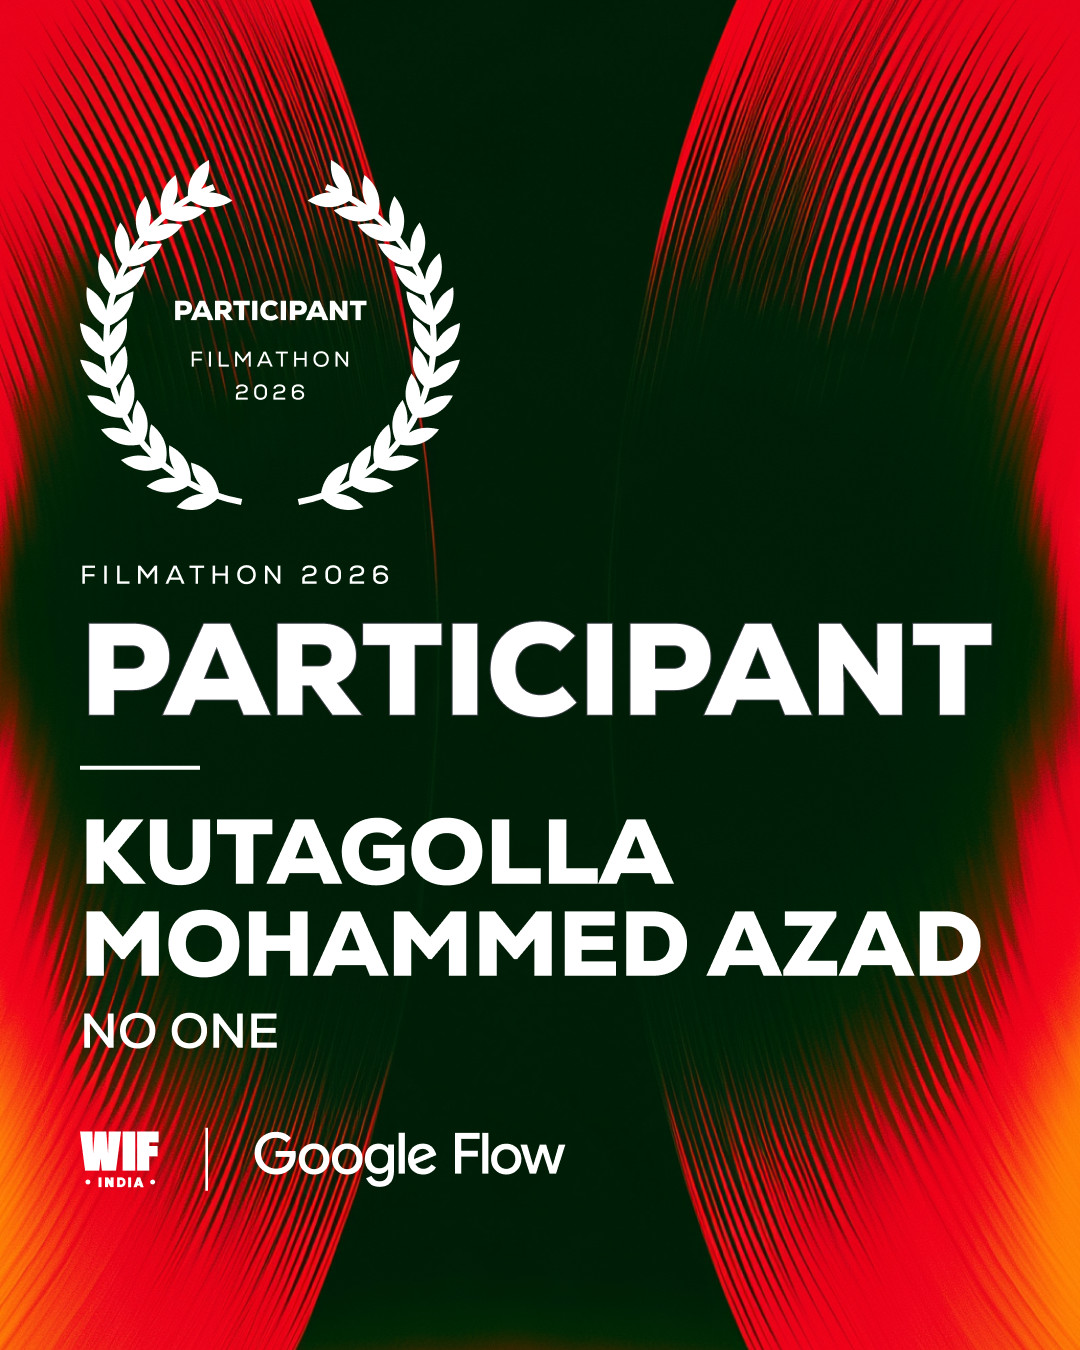 PARTICIPANT
FILMATHON
2026
FILMATHON 2026
PARTICIPANT
KUTAGOLLA
MOHAMMED AZAD
NO ONE
WIF
• INDIA •
Google Flow